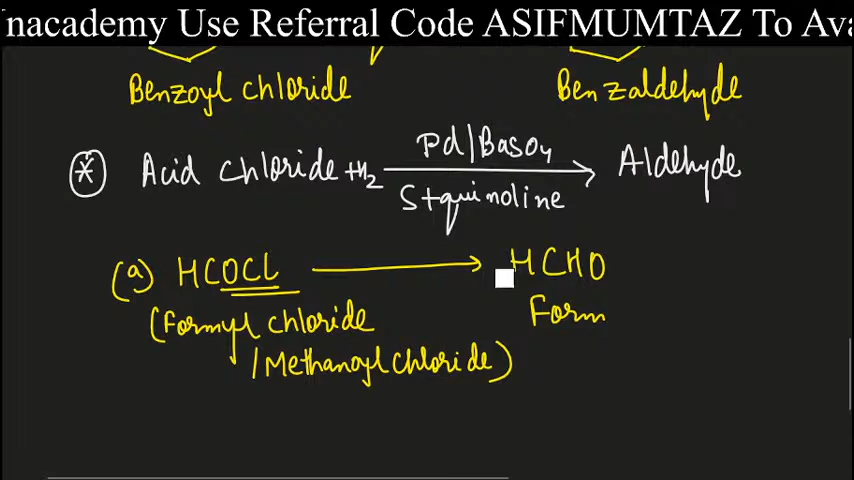 nacademy Use Referral Code ASIFMUMTAZ To Ava
Benzoyl chloride Benzaldehyde
* Acid chloride + H2 Pd/BaSO4 Aldehyde
S+quinoline
(a) HCOCl HCHO
(Formyl chloride Form
/Methanoyl chloride)